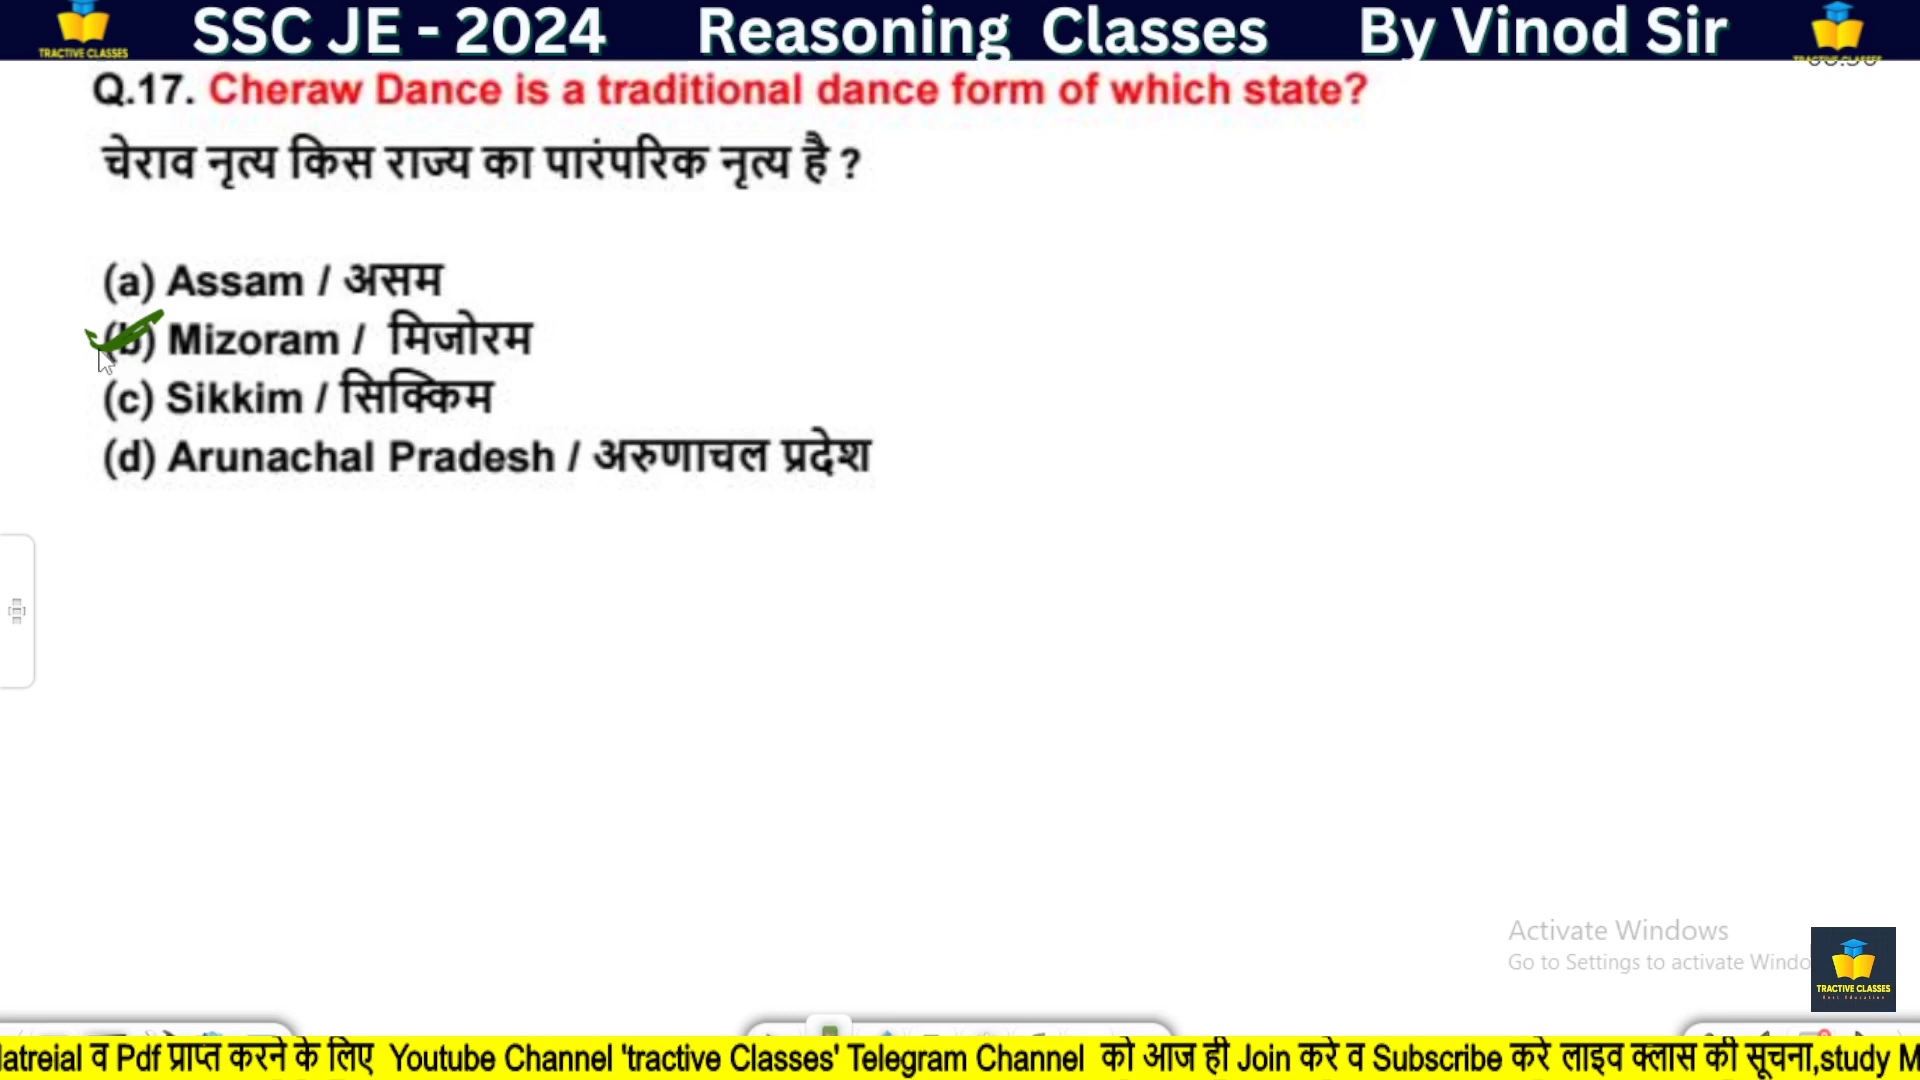 SSC JE - 2024 Reasoning Classes By Vinod Sir
TRACTIVE CLASSES
Q.17. Cheraw Dance is a traditional dance form of which state?
चेराव नृत्य किस राज्य का पारंपरिक नृत्य है ?
(a) Assam / असम
(b) Mizoram / मिजोरम
(c) Sikkim / सिक्किम
(d) Arunachal Pradesh / अरुणाचल प्रदेश
Activate Windows
Go to Settings to activate Windo
TRACTIVE CLASSES
Best Education
latreial व Pdf प्राप्त करने के लिए Youtube Channel 'tractive Classes' Telegram Channel को आज ही Join करे व Subscribe करे लाइव क्लास की सूचना,study M